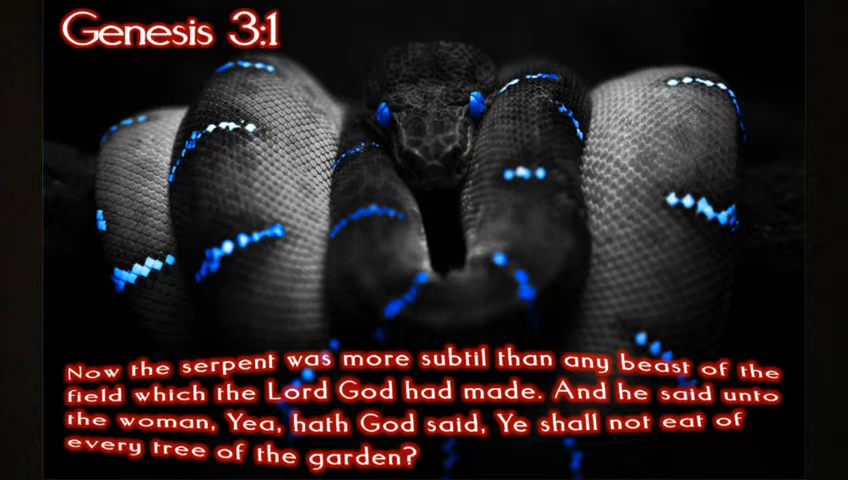 Genesis 3:1
Now the serpent was more subtil than any beast of the
field which the Lord God had made. And he said unto
the woman, Yea, hath God said, Ye shall not eat of
every tree of the garden?